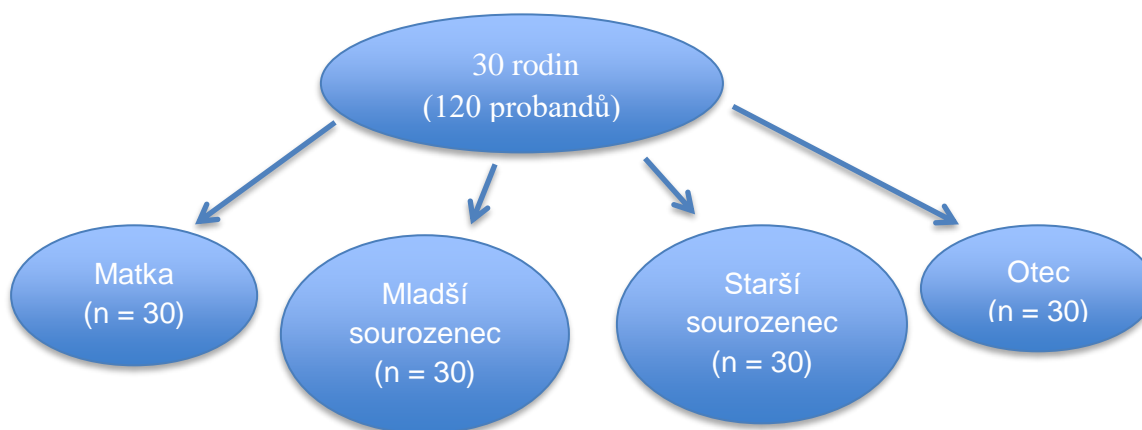 30 rodin
(120 probandů)
Matka
(n = 30)
Mladší
sourozenec
(n = 30)
Starší
sourozenec
(n = 30)
Otec
(n = 30)